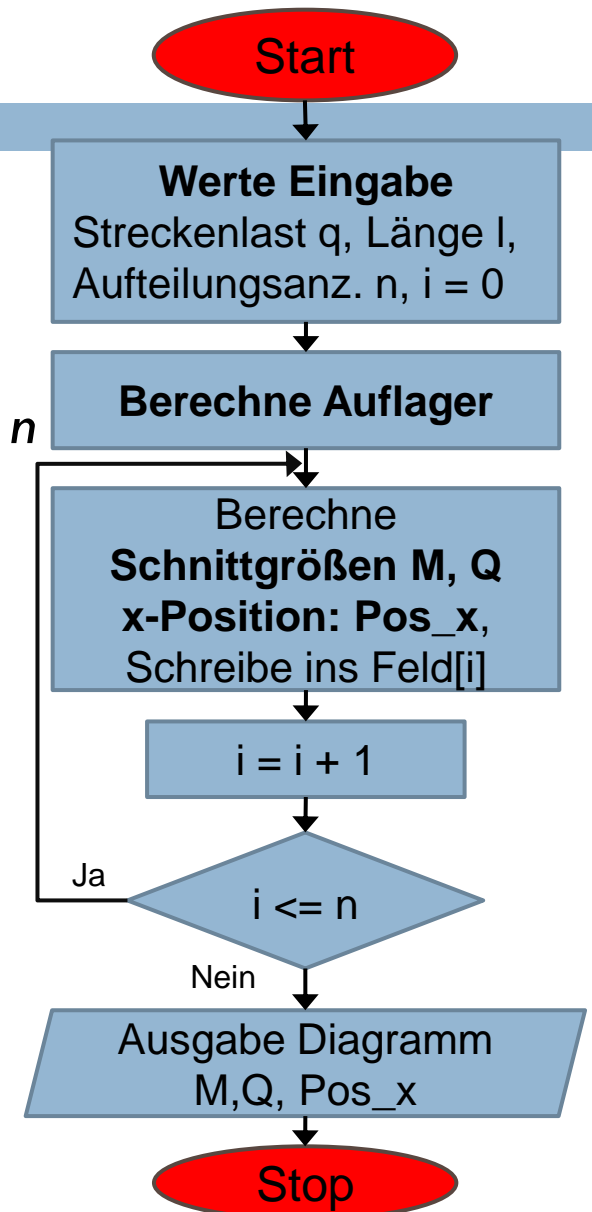 Start
Werte Eingabe
Streckenlast q, Länge l,
Aufteilungsanz. n, i = 0
Berechne Auflager
n
Berechne
Schnittgrößen M, Q
x-Position: Pos_x,
Schreibe ins Feld[i]
i = i + 1
Ja
i <= n
Nein
Ausgabe Diagramm
M,Q, Pos_x
Stop